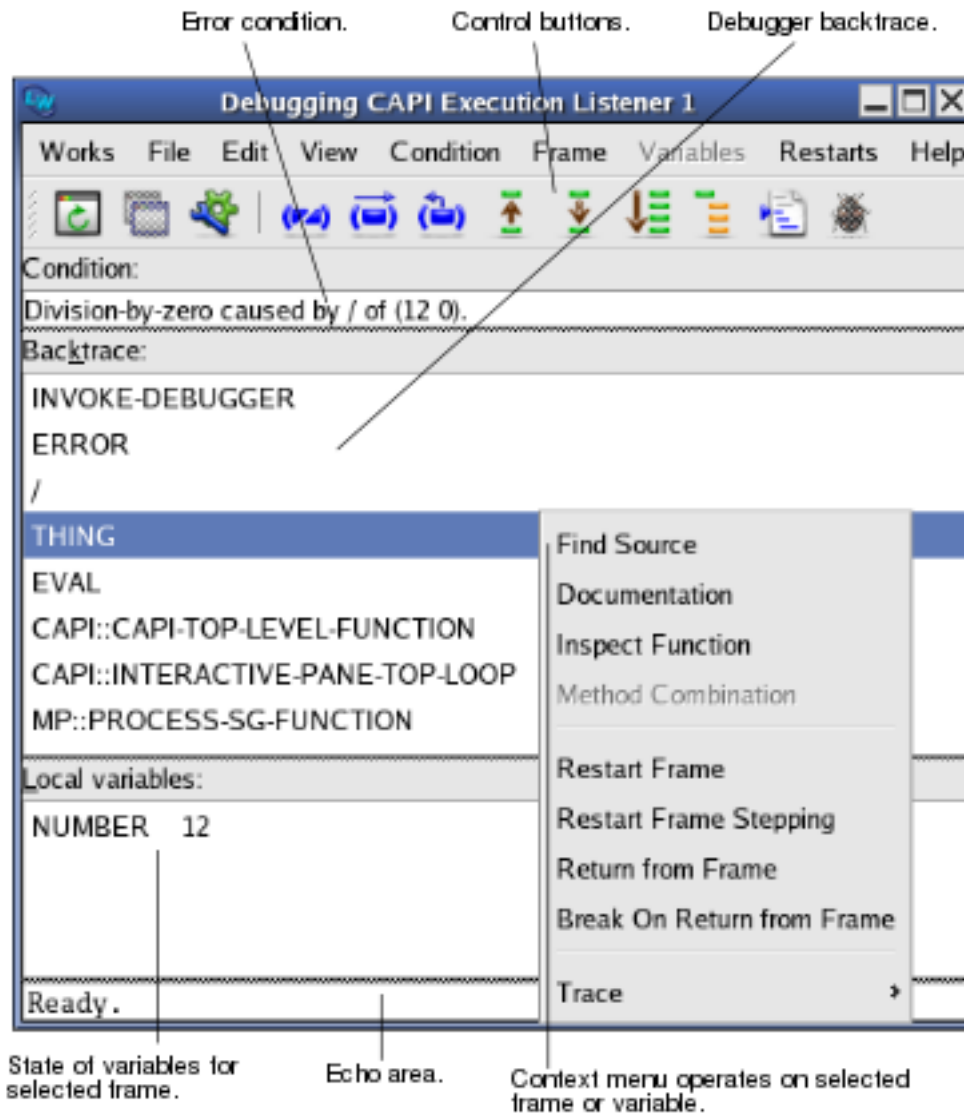 Error condition.
Control buttons.
Debugger backtrace.
Debugging CAPI Execution Listener 1
Works File Edit View Condition Frame Variables Restarts Help
Condition:
Division-by-zero caused by / of (12 0).
Backtrace:
INVOKE-DEBUGGER
ERROR
/
THING
EVAL
CAPI::CAPI-TOP-LEVEL-FUNCTION
CAPI::INTERACTIVE-PANE-TOP-LOOP
MP::PROCESS-SG-FUNCTION
Find Source
Documentation
Inspect Function
Method Combination
Restart Frame
Restart Frame Stepping
Return from Frame
Break On Return from Frame
Trace
Local variables:
NUMBER 12
Ready.
State of variables for
selected frame.
Echo area.
Context menu operates on selected
frame or variable.